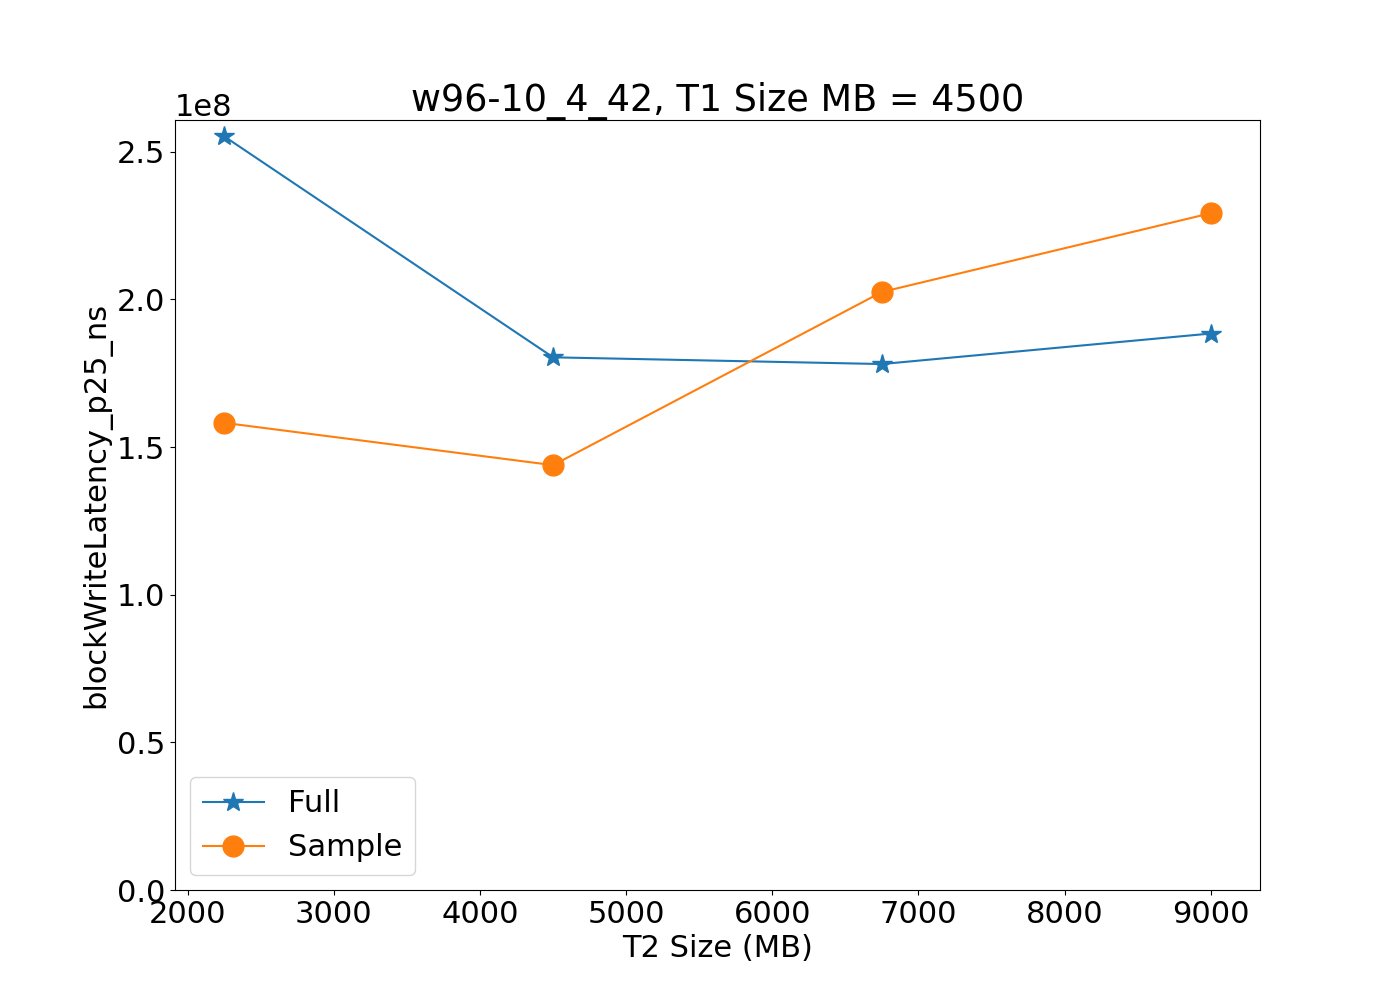 w96-10_4_42, T1 Size MB = 4500
1e8
2.5
2.0
1.5
1.0
0.5
0.0
blockWriteLatency_p25_ns
Full
Sample
2000 3000 4000 5000 6000 7000 8000 9000
T2 Size (MB)